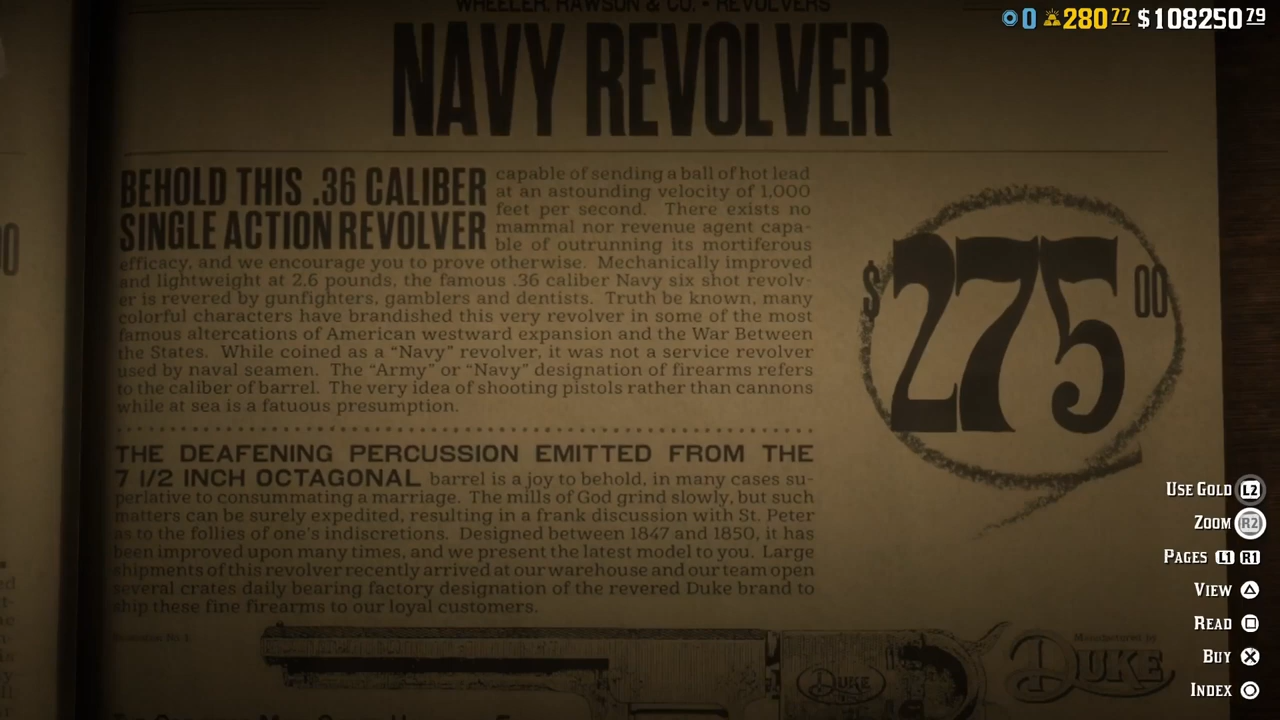 WHEELER, RAWSON & CO. • REVOLVERS
0 280 77 $108250 79
NAVY REVOLVER
BEHOLD THIS .36 CALIBER
SINGLE ACTION REVOLVER
capable of sending a ball of hot lead
at an astounding velocity of 1,000
feet per second. There exists no
mammal nor revenue agent capa-
ble of outrunning its mortiferous
efficacy, and we encourage you to prove otherwise. Mechanically improved
and lightweight at 2.6 pounds, the famous .36 caliber Navy six shot revolv-
er is revered by gunfighters, gamblers and dentists. Truth be known, many
colorful characters have brandished this very revolver in some of the most
famous altercations of American westward expansion and the War Between
the States. While coined as a “Navy” revolver, it was not a service revolver
used by naval seamen. The “Army” or “Navy” designation of firearms refers
to the caliber of barrel. The very idea of shooting pistols rather than cannons
while at sea is a fatuous presumption.
$275 00
THE DEAFENING PERCUSSION EMITTED FROM THE
7 1/2 INCH OCTAGONAL barrel is a joy to behold, in many cases su-
perlative to consummating a marriage. The mills of God grind slowly, but such
matters can be surely expedited, resulting in a frank discussion with St. Peter
as to the follies of one's indiscretions. Designed between 1847 and 1850, it has
been improved upon many times, and we present the latest model to you. Large
shipments of this revolver recently arrived at our warehouse and our team open
several crates daily bearing factory designation of the revered Duke brand to
ship these fine firearms to our loyal customers.
Manufactured by
DUKE
DUKE
USE GOLD L2
ZOOM R2
PAGES L1 R1
VIEW
READ
BUY
INDEX